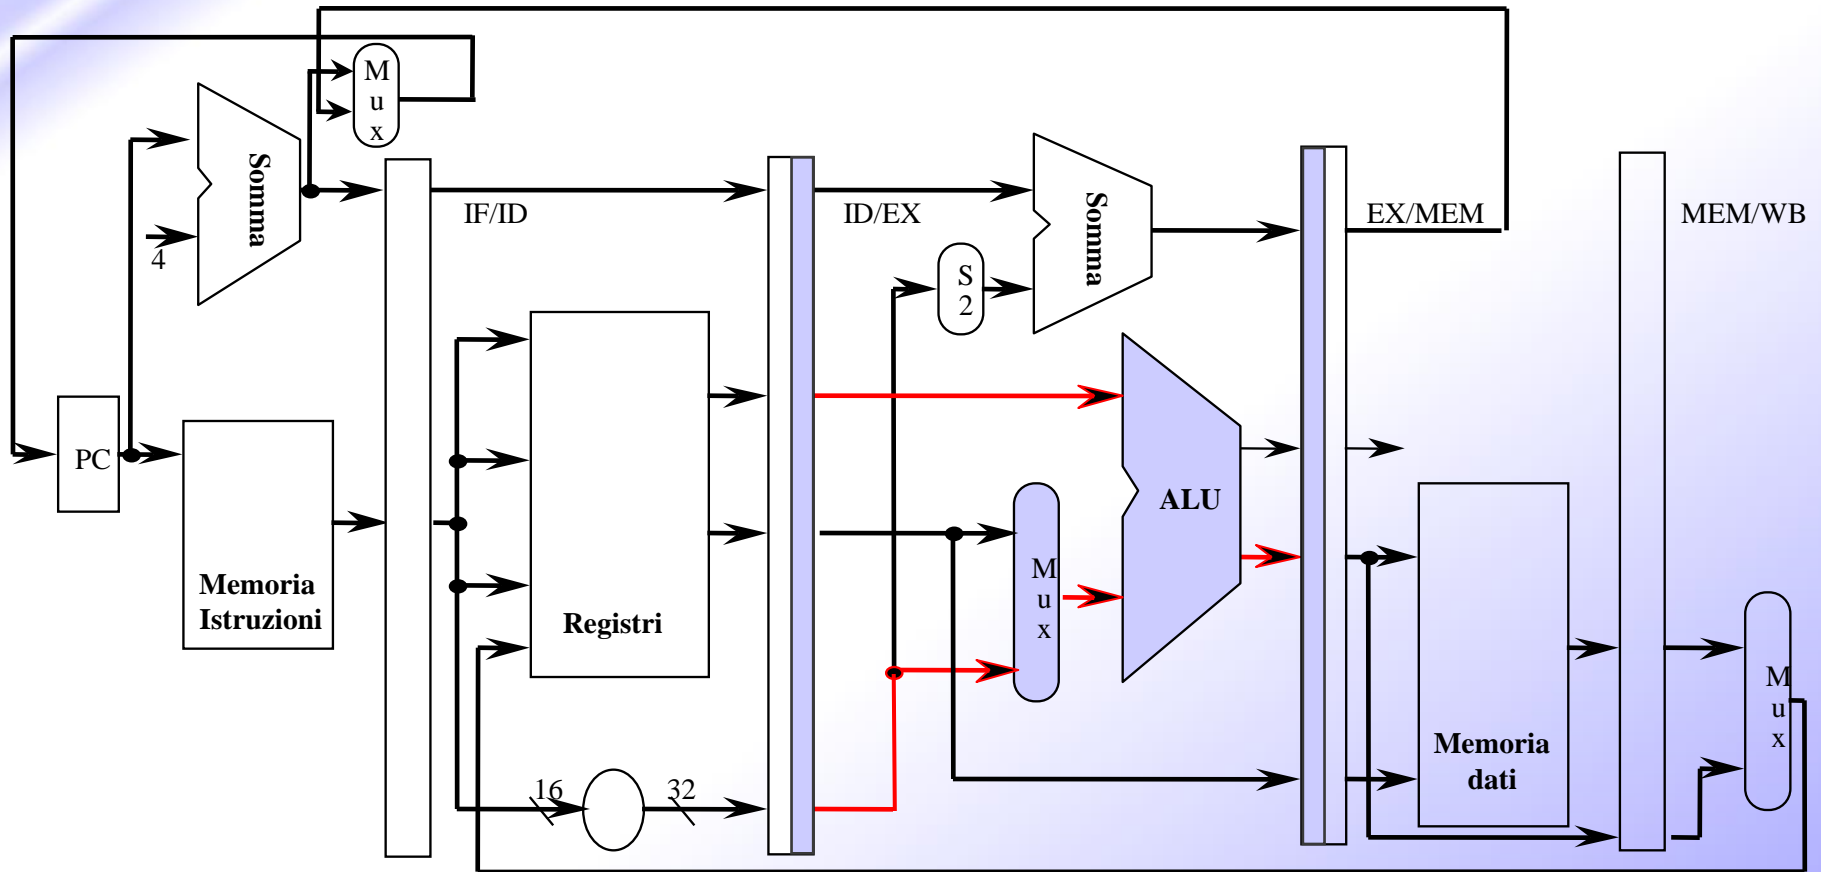 M
u
x
Somma
4
IF/ID
ID/EX
Somma
EX/MEM
MEM/WB
S
2
PC
Memoria
Istruzioni
Registri
ALU
M
u
x
Memoria
dati
M
u
x
16
32